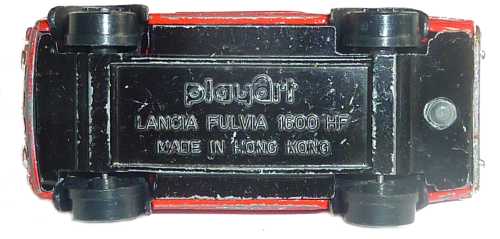 playart
LANCIA FULVIA 1600 HF
MADE IN HONG KONG